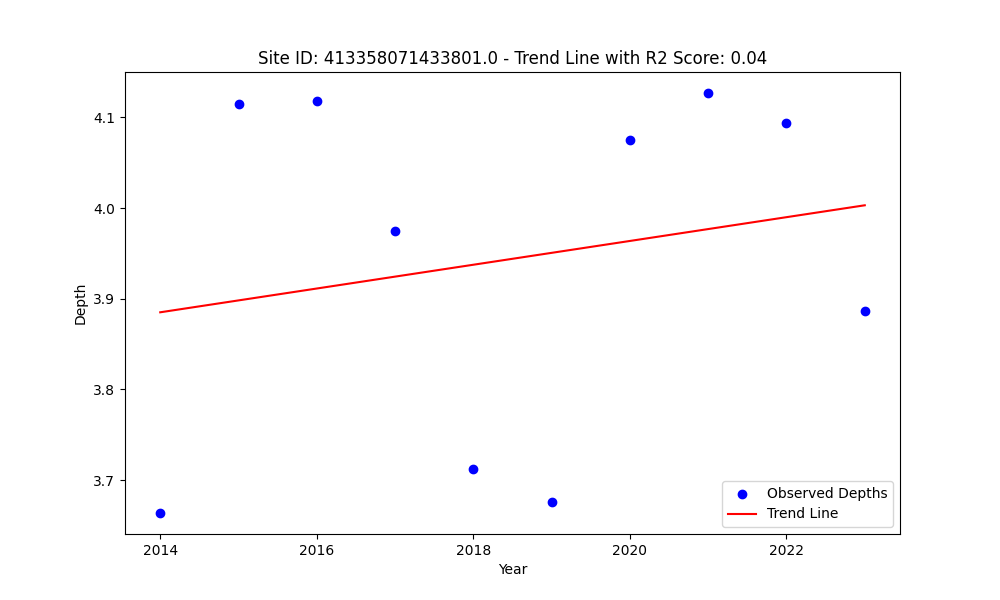 Site ID: 413358071433801.0 - Trend Line with R2 Score: 0.04
Depth
4.1
4.0
3.9
3.8
3.7
Observed Depths
Trend Line
2014
2016
2018
2020
2022
Year